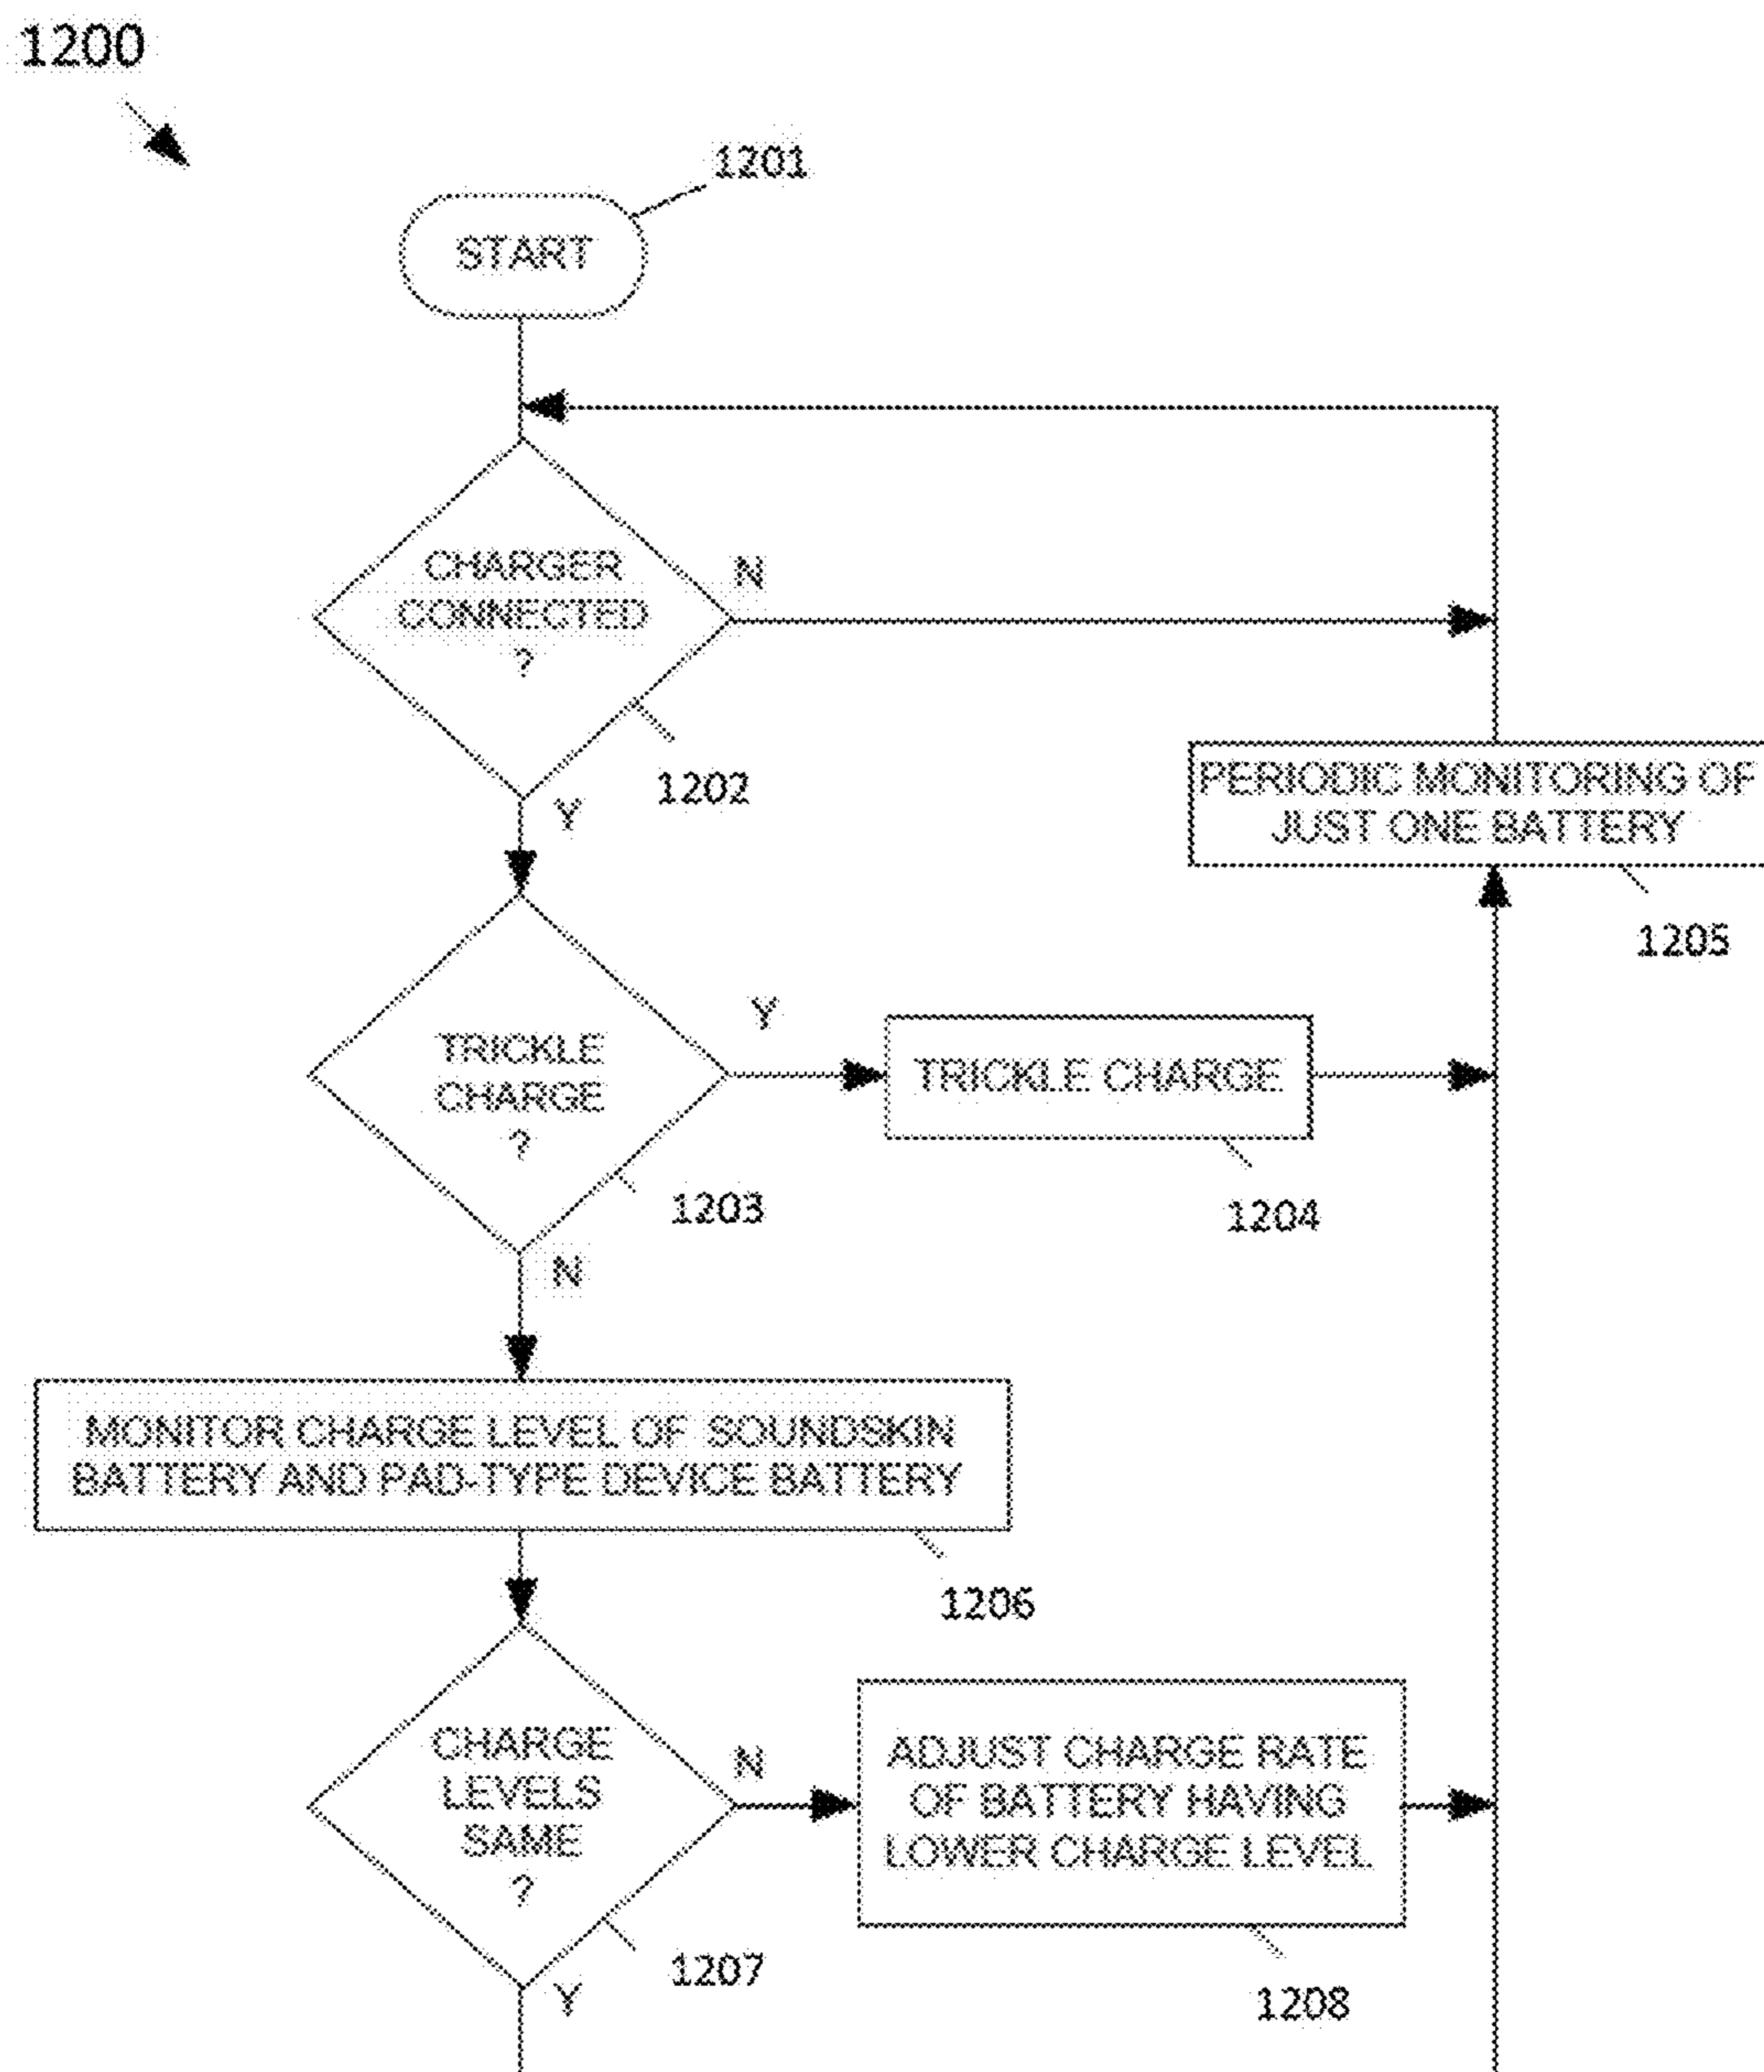 1200
1201
START
CHARGER
CONNECTED
?
N
1202
Y
PERIODIC MONITORING OF
JUST ONE BATTERY
1205
TRICKLE
CHARGE
?
Y
TRICKLE CHARGE
1203
1204
N
MONITOR CHARGE LEVEL OF SOUNDSKIN
BATTERY AND PAD-TYPE DEVICE BATTERY
1206
CHARGE
LEVELS
SAME
?
N
ADJUST CHARGE RATE
OF BATTERY HAVING
LOWER CHARGE LEVEL
1207
Y
1208